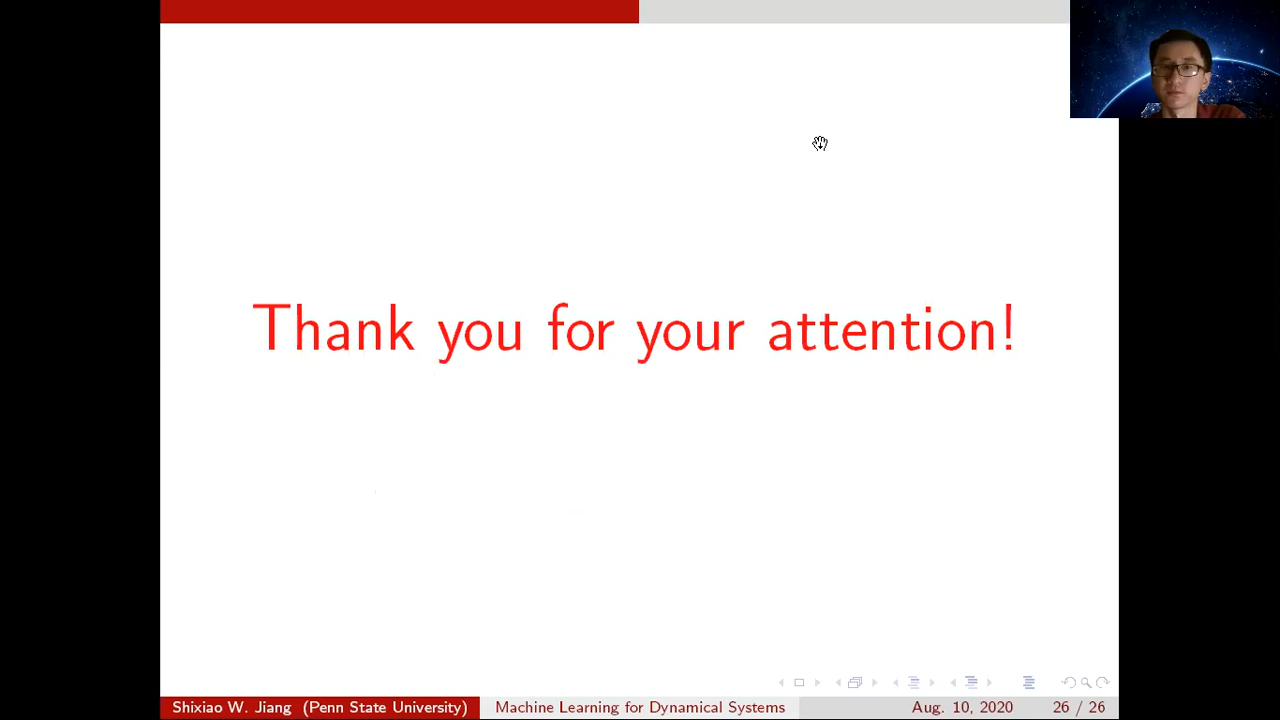 Thank you for your attention!
Shixiao W. Jiang (Penn State University) Machine Learning for Dynamical Systems Aug. 10, 2020 26 / 26